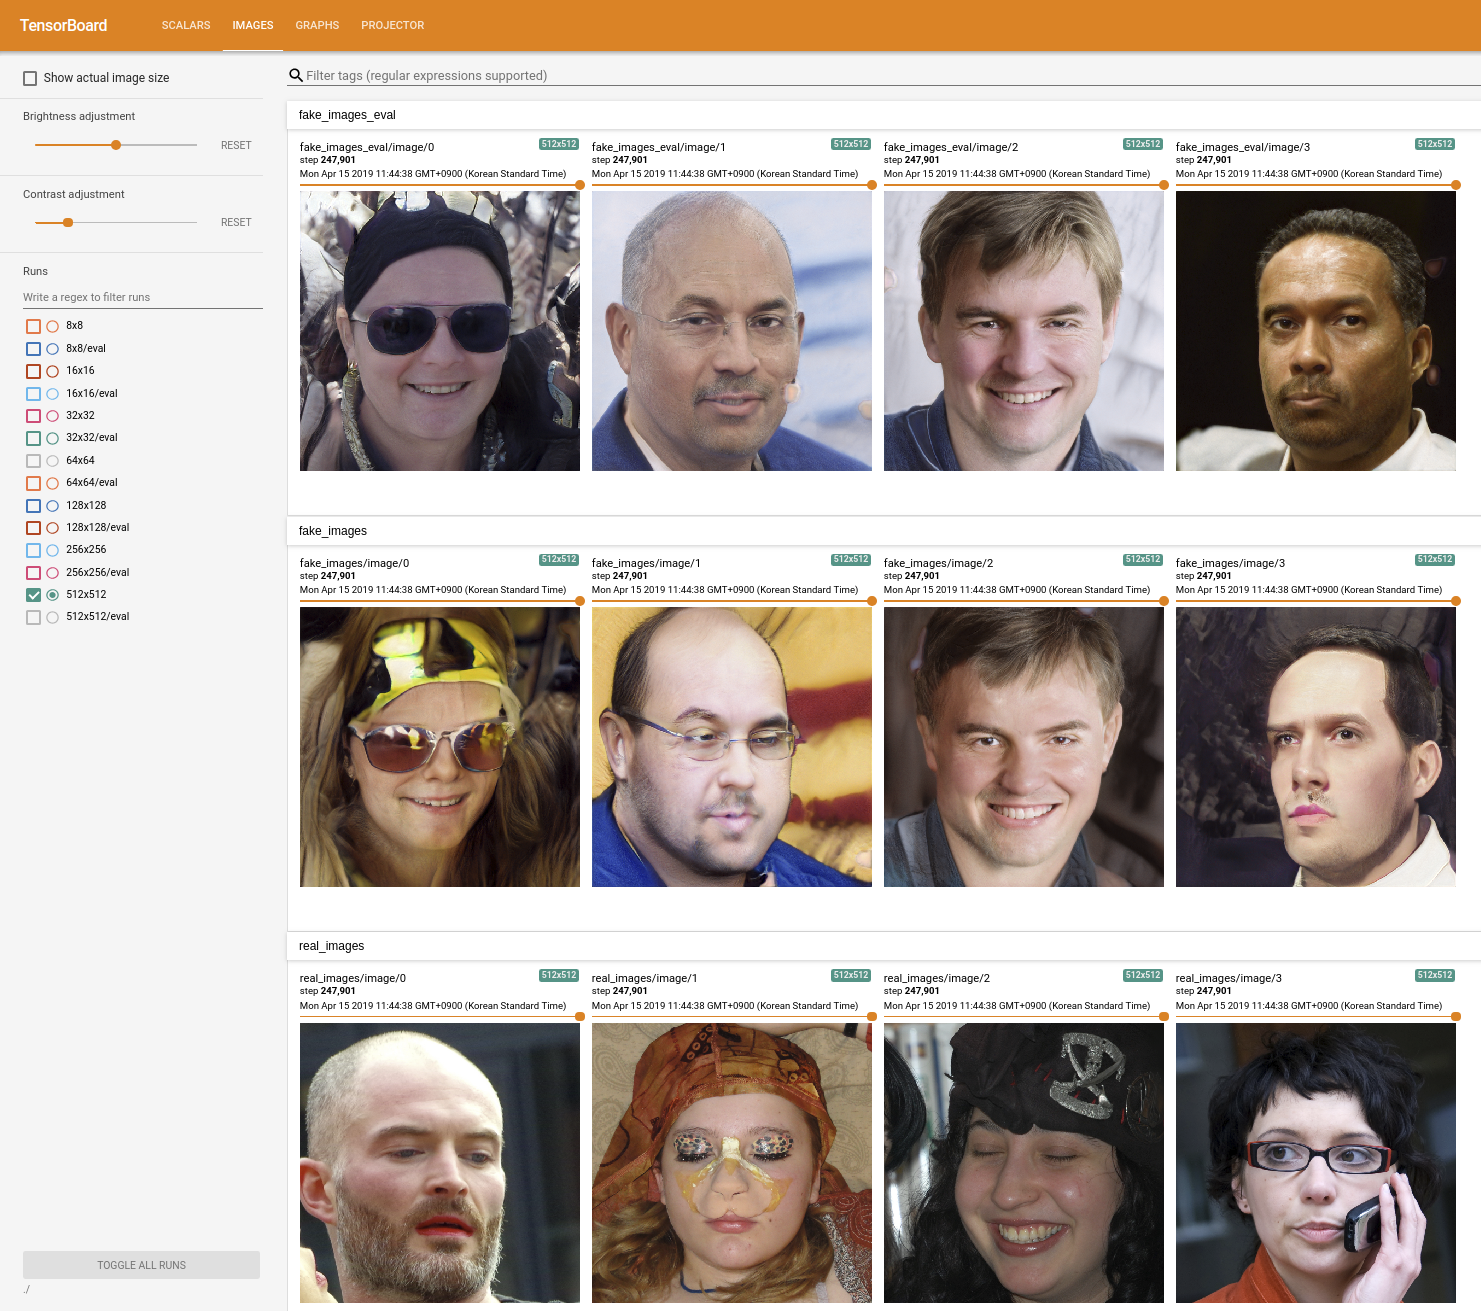 TensorBoard SCALARS IMAGES GRAPHS PROJECTOR
Show actual image size
Brightness adjustment
RESET
Contrast adjustment
RESET
Runs
Write a regex to filter runs
8x8
8x8/eval
16x16
16x16/eval
32x32
32x32/eval
64x64
64x64/eval
128x128
128x128/eval
256x256
256x256/eval
512x512
512x512/eval
TOGGLE ALL RUNS
./
Filter tags (regular expressions supported)
fake_images_eval
fake_images_eval/image/0 512x512
step 247,901
Mon Apr 15 2019 11:44:38 GMT+0900 (Korean Standard Time)
fake_images_eval/image/1 512x512
step 247,901
Mon Apr 15 2019 11:44:38 GMT+0900 (Korean Standard Time)
fake_images_eval/image/2 512x512
step 247,901
Mon Apr 15 2019 11:44:38 GMT+0900 (Korean Standard Time)
fake_images_eval/image/3 512x512
step 247,901
Mon Apr 15 2019 11:44:38 GMT+0900 (Korean Standard Time)
fake_images
fake_images/image/0 512x512
step 247,901
Mon Apr 15 2019 11:44:38 GMT+0900 (Korean Standard Time)
fake_images/image/1 512x512
step 247,901
Mon Apr 15 2019 11:44:38 GMT+0900 (Korean Standard Time)
fake_images/image/2 512x512
step 247,901
Mon Apr 15 2019 11:44:38 GMT+0900 (Korean Standard Time)
fake_images/image/3 512x512
step 247,901
Mon Apr 15 2019 11:44:38 GMT+0900 (Korean Standard Time)
real_images
real_images/image/0 512x512
step 247,901
Mon Apr 15 2019 11:44:38 GMT+0900 (Korean Standard Time)
real_images/image/1 512x512
step 247,901
Mon Apr 15 2019 11:44:38 GMT+0900 (Korean Standard Time)
real_images/image/2 512x512
step 247,901
Mon Apr 15 2019 11:44:38 GMT+0900 (Korean Standard Time)
real_images/image/3 512x512
step 247,901
Mon Apr 15 2019 11:44:38 GMT+0900 (Korean Standard Time)